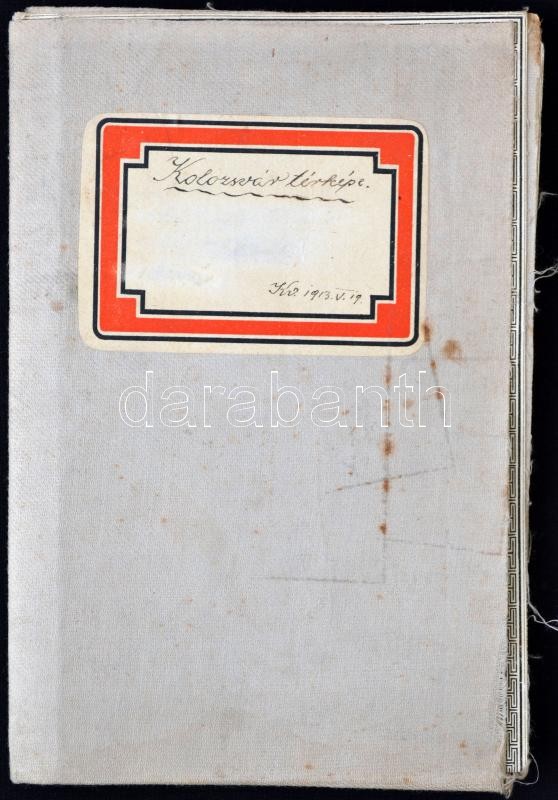 Kolozsvár térképe.
Kv. 1913.V.19.
darabanth